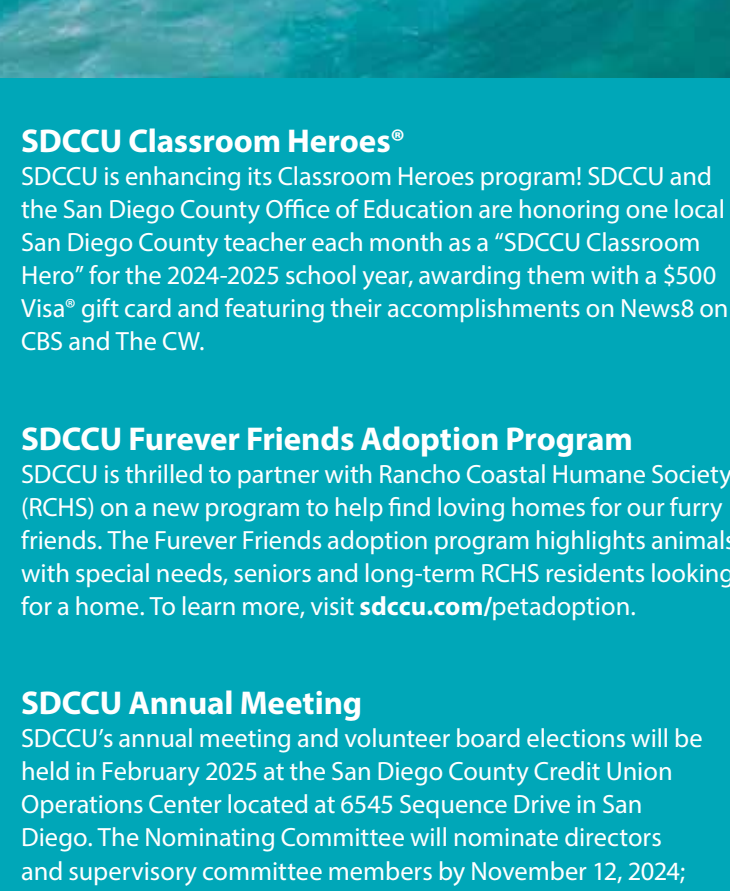 SDCCU Classroom Heroes®
SDCCU is enhancing its Classroom Heroes program! SDCCU and
the San Diego County Office of Education are honoring one local
San Diego County teacher each month as a “SDCCU Classroom
Hero” for the 2024-2025 school year, awarding them with a $500
Visa® gift card and featuring their accomplishments on News8 on
CBS and The CW.
SDCCU Furever Friends Adoption Program
SDCCU is thrilled to partner with Rancho Coastal Humane Society
(RCHS) on a new program to help find loving homes for our furry
friends. The Furever Friends adoption program highlights animals
with special needs, seniors and long-term RCHS residents looking
for a home. To learn more, visit sdccu.com/petadoption.
SDCCU Annual Meeting
SDCCU’s annual meeting and volunteer board elections will be
held in February 2025 at the San Diego County Credit Union
Operations Center located at 6545 Sequence Drive in San
Diego. The Nominating Committee will nominate directors
and supervisory committee members by November 12, 2024;